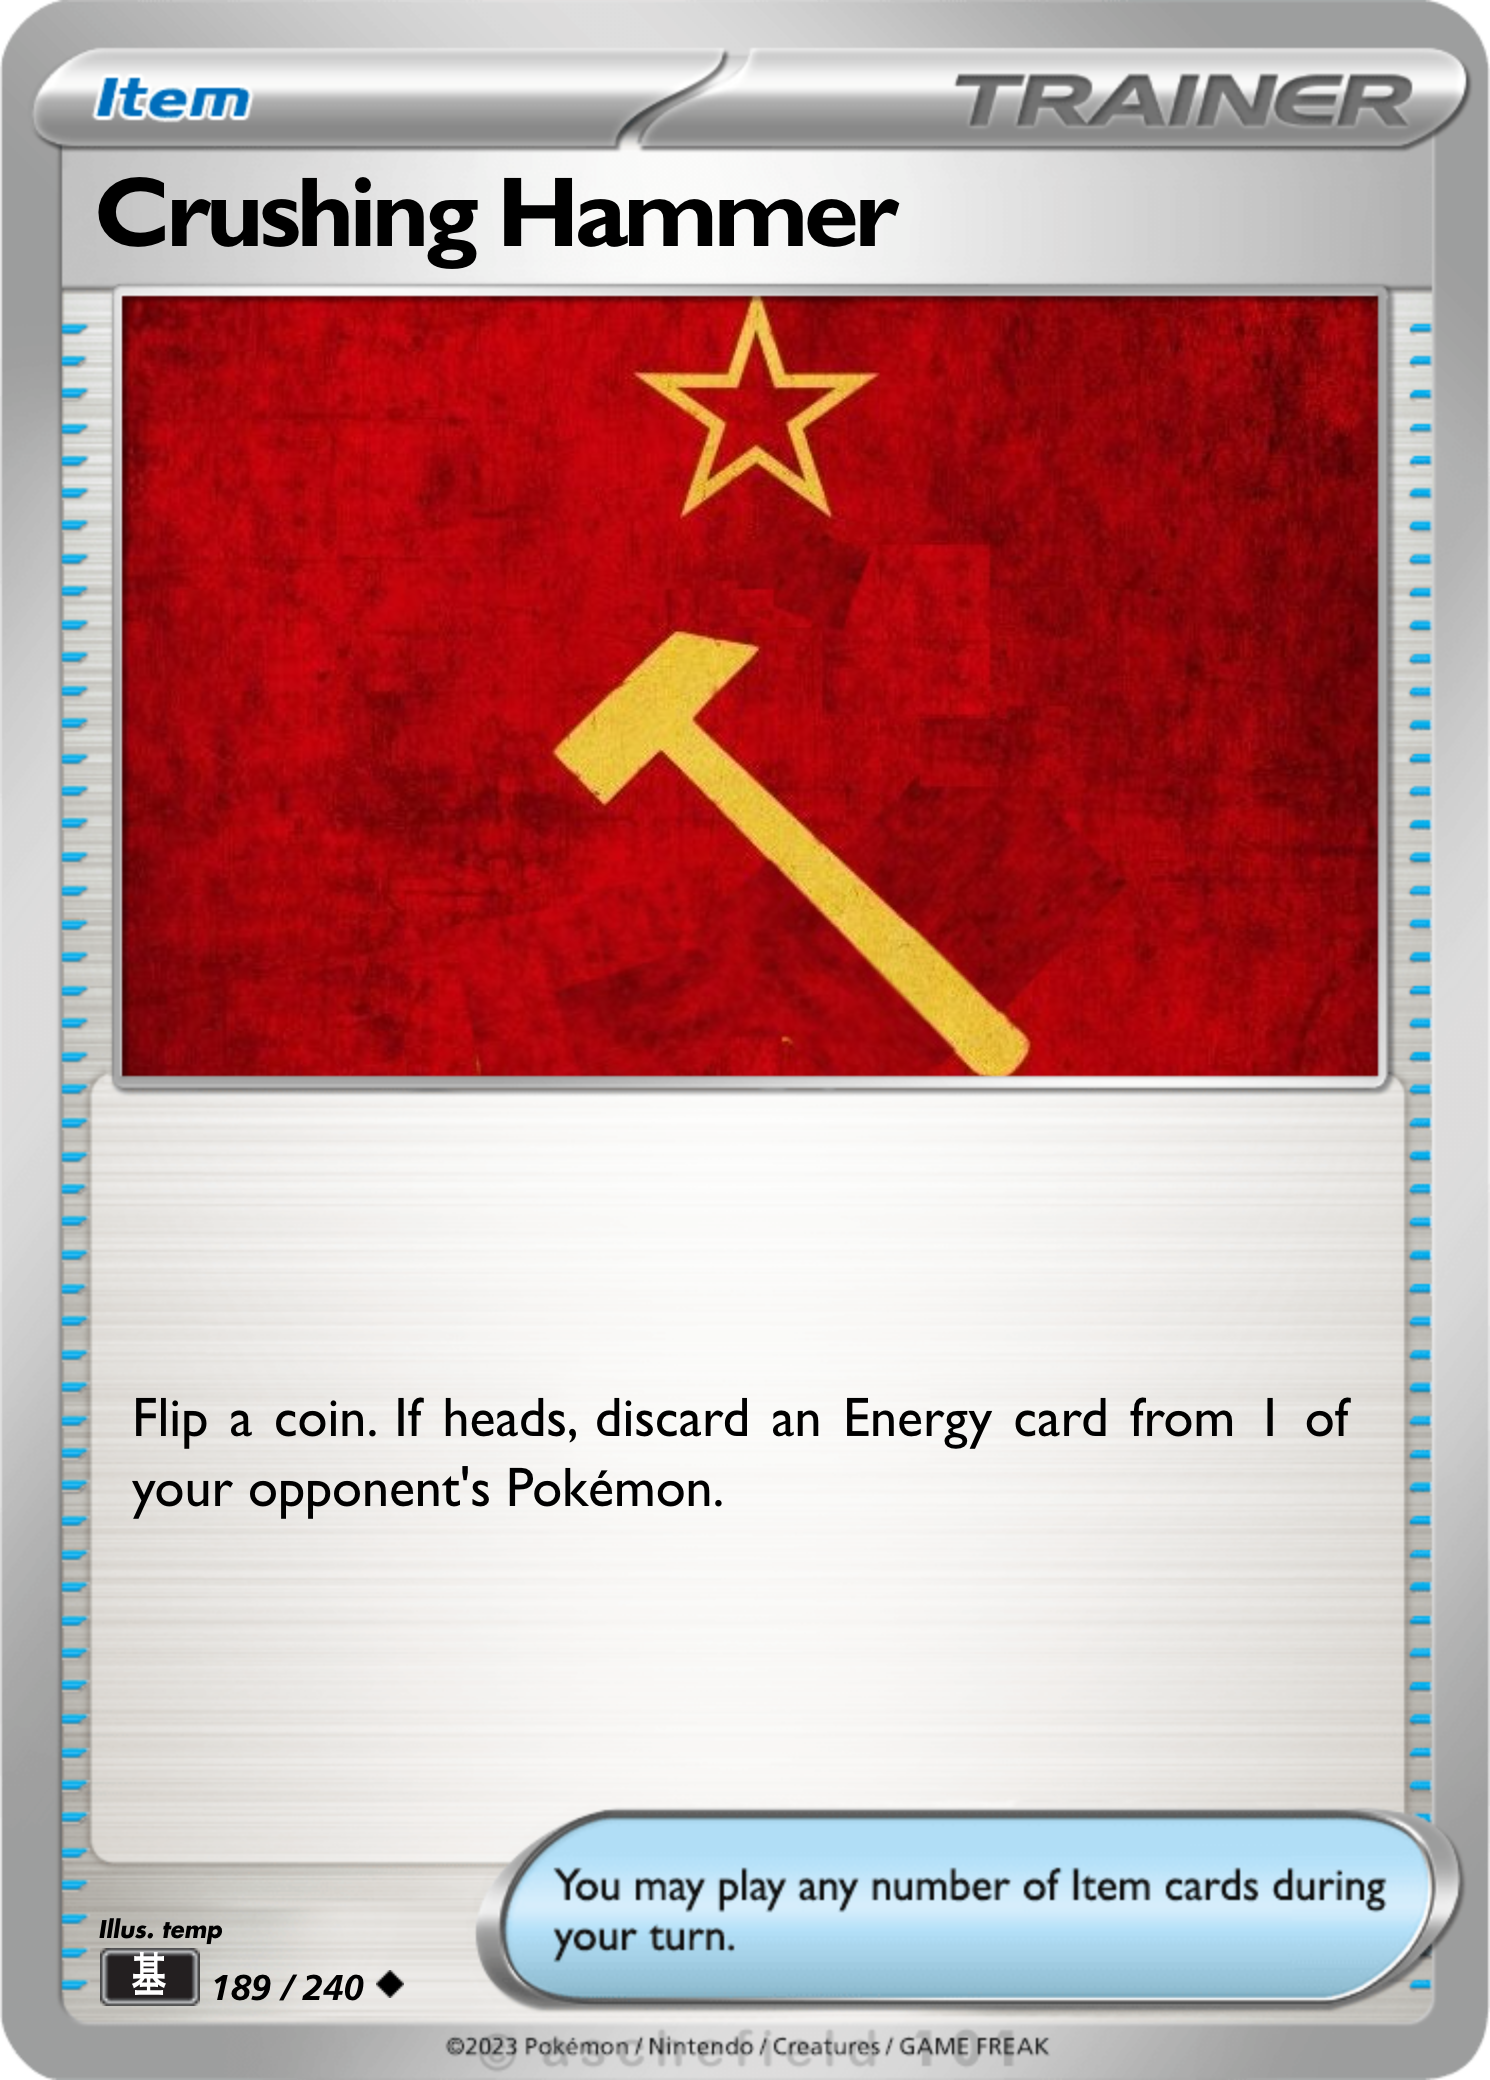 Item
TRAINER
Crushing Hammer
Flip a coin. If heads, discard an Energy card from 1 of
your opponent's Pokémon.
You may play any number of Item cards during
your turn.
Illus. temp
基 189 / 240
©2023 Pokémon / Nintendo / Creatures / GAME FREAK
© aschefield 101